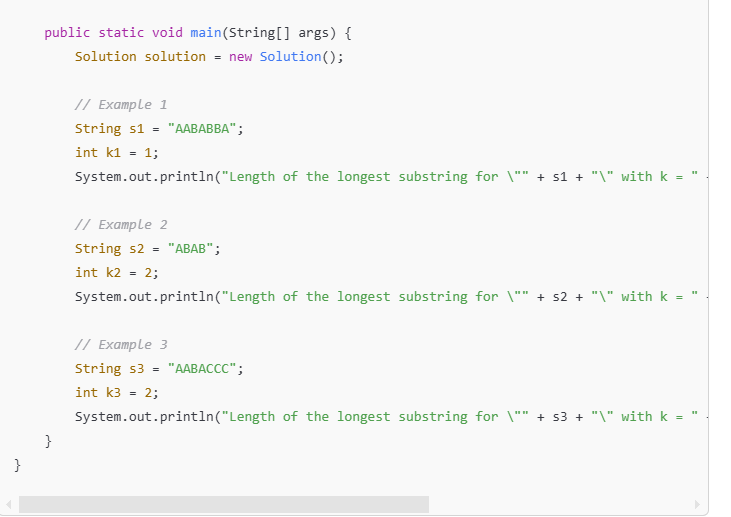 public static void main(String[] args) {
Solution solution = new Solution();
// Example 1
String s1 = "AABABBA";
int k1 = 1;
System.out.println("Length of the longest substring for \"" + s1 + "\" with k = " +
// Example 2
String s2 = "ABAB";
int k2 = 2;
System.out.println("Length of the longest substring for \"" + s2 + "\" with k = " +
// Example 3
String s3 = "AABACCC";
int k3 = 2;
System.out.println("Length of the longest substring for \"" + s3 + "\" with k = " +
}
}